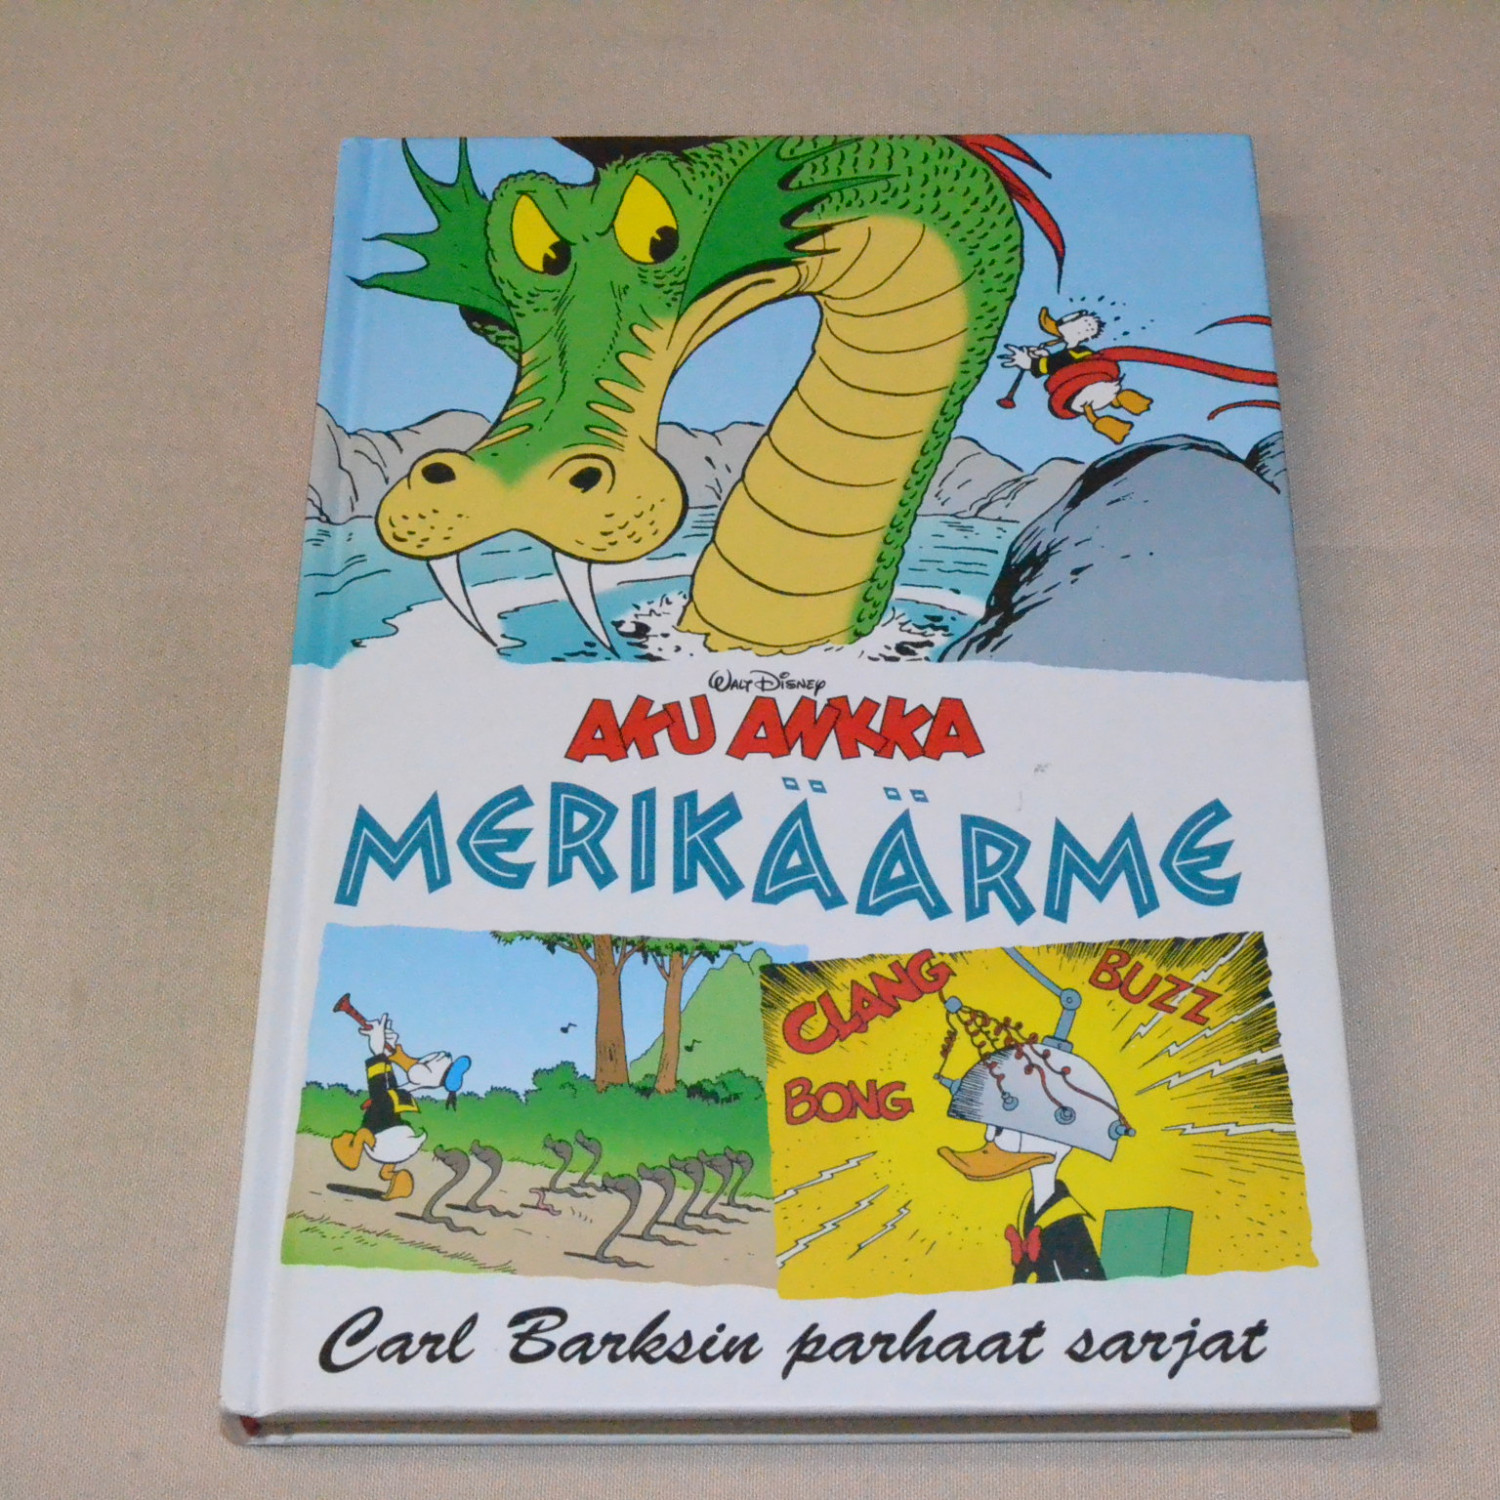 Walt Disney
AKU ANKKA
MERIKÄÄRME
CLANG
BUZZ
BONG
Carl Barksin parhaat sarjat